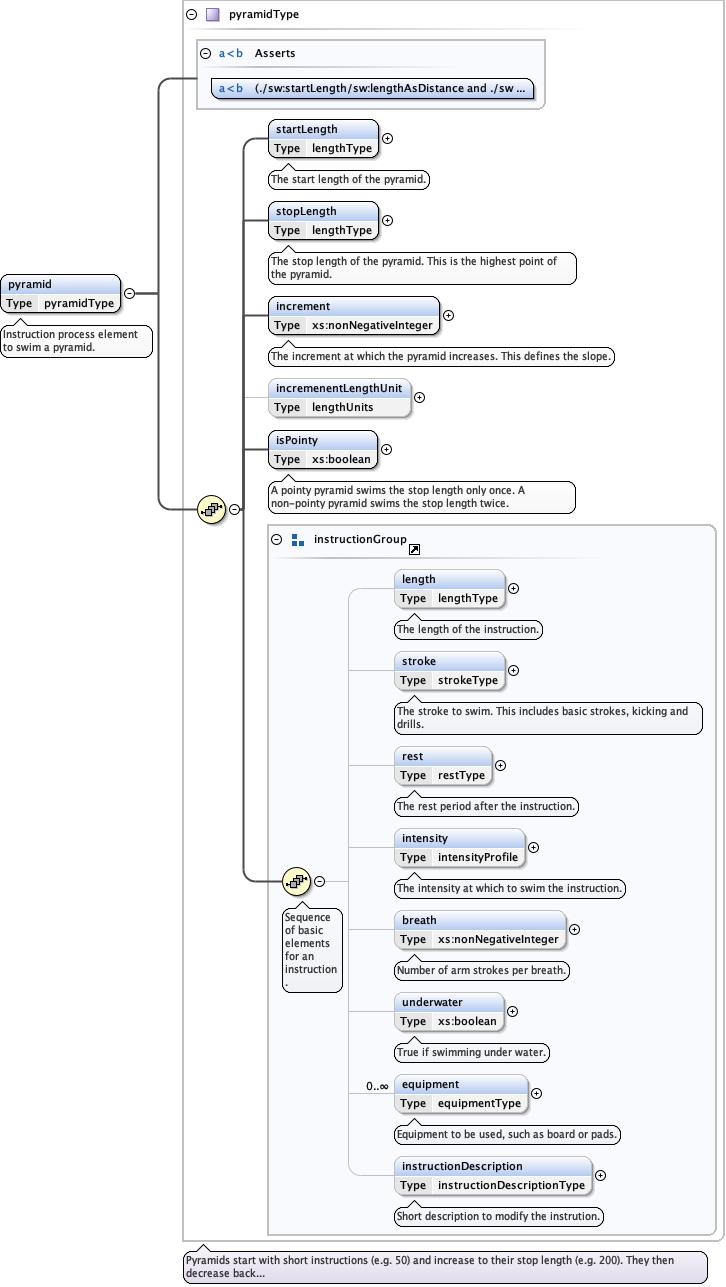 pyramidType
a<b Asserts
a<b (./sw:startLength/sw:lengthAsDistance and ./sw ...
startLength
Type lengthType
The start length of the pyramid.
stopLength
Type lengthType
The stop length of the pyramid. This is the highest point of
the pyramid.
pyramid
Type pyramidType
Instruction process element
to swim a pyramid.
increment
Type xs:nonNegativeInteger
The increment at which the pyramid increases. This defines the slope.
incremenentLengthUnit
Type lengthUnits
isPointy
Type xs:boolean
A pointy pyramid swims the stop length only once. A
non-pointy pyramid swims the stop length twice.
instructionGroup
length
Type lengthType
The length of the instruction.
stroke
Type strokeType
The stroke to swim. This includes basic strokes, kicking and
drills.
rest
Type restType
The rest period after the instruction.
intensity
Type intensityProfile
The intensity at which to swim the instruction.
Sequence
of basic
elements
for an
instruction
.
breath
Type xs:nonNegativeInteger
Number of arm strokes per breath.
underwater
Type xs:boolean
True if swimming under water.
0..∞
equipment
Type equipmentType
Equipment to be used, such as board or pads.
instructionDescription
Type instructionDescriptionType
Short description to modify the instrution.
Pyramids start with short instructions (e.g. 50) and increase to their stop length (e.g. 200). They then
decrease back...